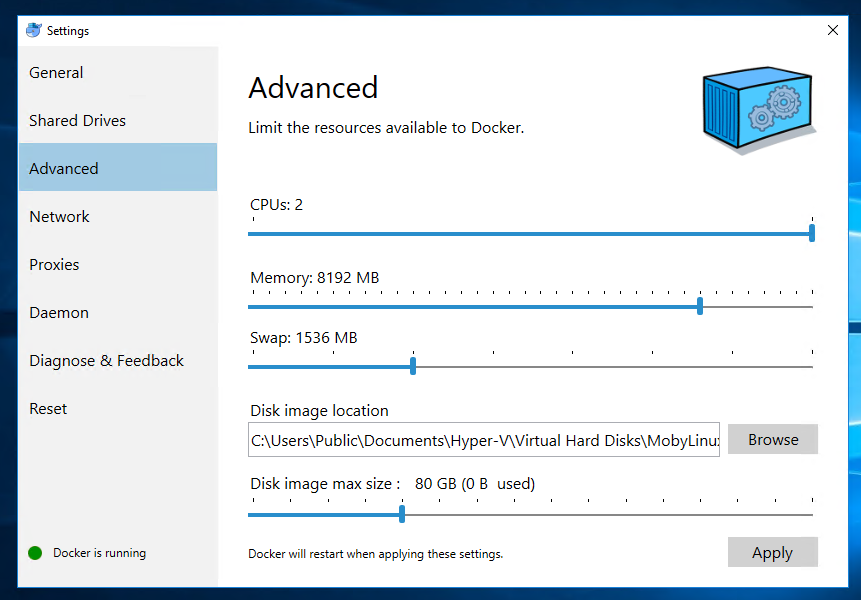 Settings
General
Shared Drives
Advanced
Network
Proxies
Daemon
Diagnose & Feedback
Reset
Docker is running
Advanced
Limit the resources available to Docker.
CPUs: 2
Memory: 8192 MB
Swap: 1536 MB
Disk image location
C:\Users\Public\Documents\Hyper-V\Virtual Hard Disks\MobyLinux
Browse
Disk image max size : 80 GB (0 B used)
Docker will restart when applying these settings.
Apply